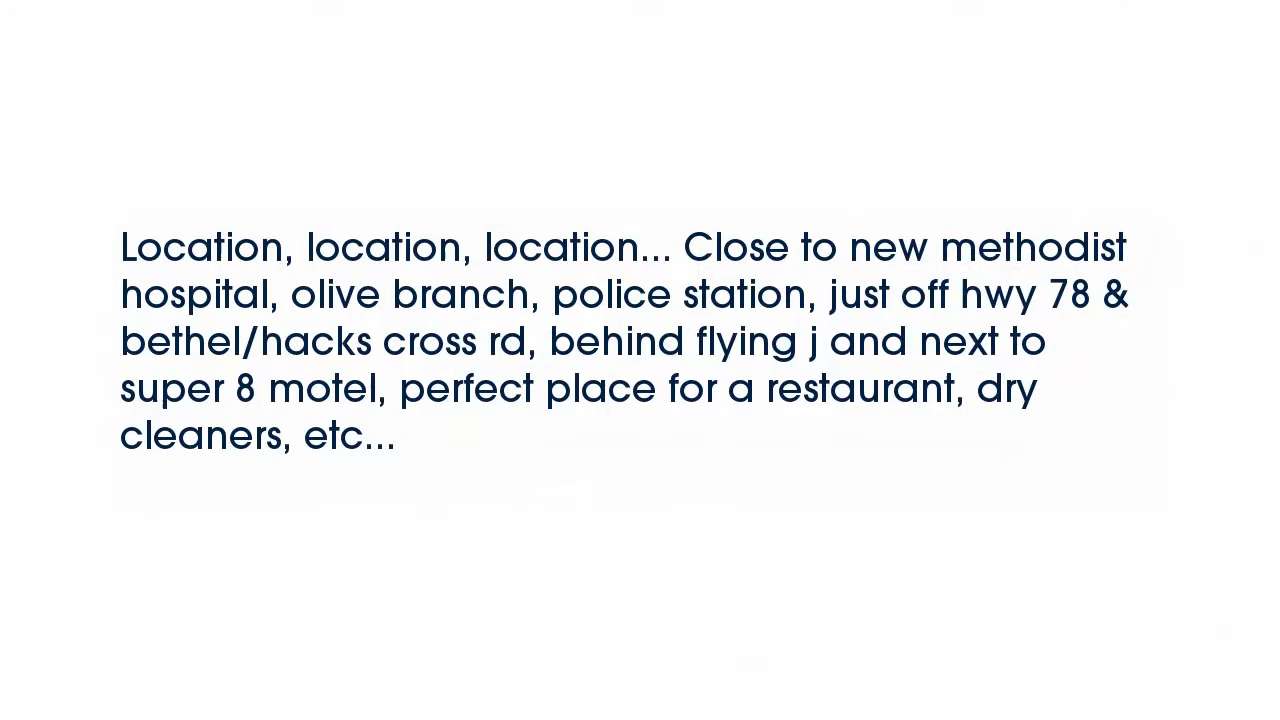 Location, location, location... Close to new methodist
hospital, olive branch, police station, just off hwy 78 &
bethel/hacks cross rd, behind flying j and next to
super 8 motel, perfect place for a restaurant, dry
cleaners, etc...